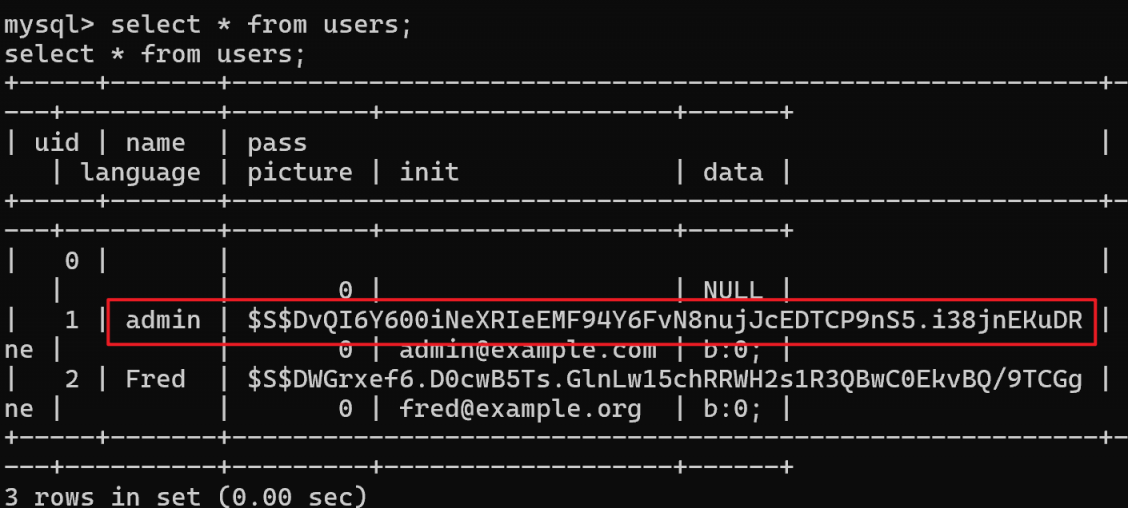 mysql> select * from users;
select * from users;
+-----+-------+---------------------------------------------------------+-
---+----------+---------+-------------------+------+
| uid | name  | pass                                                    |
   | language | picture | init              | data |
+-----+-------+---------------------------------------------------------+-
---+----------+---------+-------------------+------+
|   0 |       |                                                         |
   |          |       0 |                   | NULL |
|   1 | admin | $S$DvQI6Y600iNeXRIeEMF94Y6FvN8nujJcEDTCP9nS5.i38jnEKuDR |
ne |          |       0 | admin@example.com | b:0; |
|   2 | Fred  | $S$DWGrxef6.D0cwB5Ts.GlnLw15chRRWH2s1R3QBwC0EkvBQ/9TCGg |
ne |          |       0 | fred@example.org  | b:0; |
+-----+-------+---------------------------------------------------------+-
---+----------+---------+-------------------+------+
3 rows in set (0.00 sec)